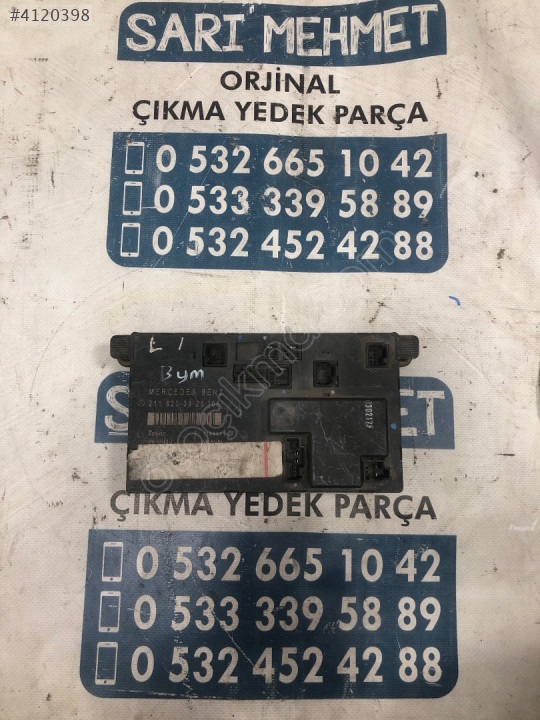 #4120398
SARI MEHMET
ORJİNAL
ÇIKMA YEDEK PARÇA
0 532 665 10 42
0 533 339 58 89
0 532 452 42 88
E 1
Bym
MERCEDES BENZ
SARI
ÇIKMA YEDEK PARÇA
0 532 665 10 42
0 533 339 58 89
0 532 452 42 88